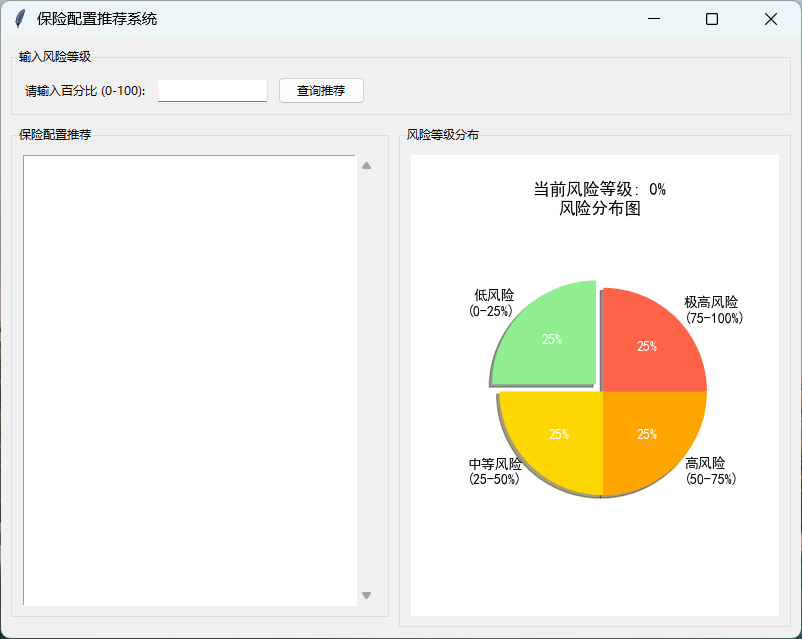 保险配置推荐系统
输入风险等级
请输入百分比 (0-100):
查询推荐
保险配置推荐
风险等级分布
当前风险等级: 0%
风险分布图
低风险
(0-25%)
极高风险
(75-100%)
25%
25%
25%
25%
中等风险
(25-50%)
高风险
(50-75%)